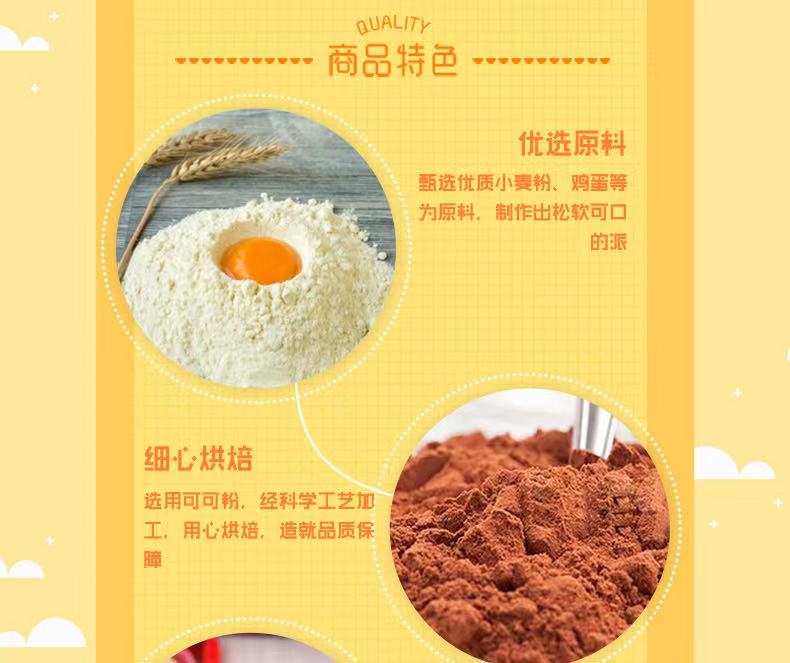 QUALITY
商品特色
优选原料
甄选优质小麦粉、鸡蛋等
为原料，制作出松软可口
的派
细心烘焙
选用可可粉，经科学工艺加
工，用心烘焙，造就品质保
障